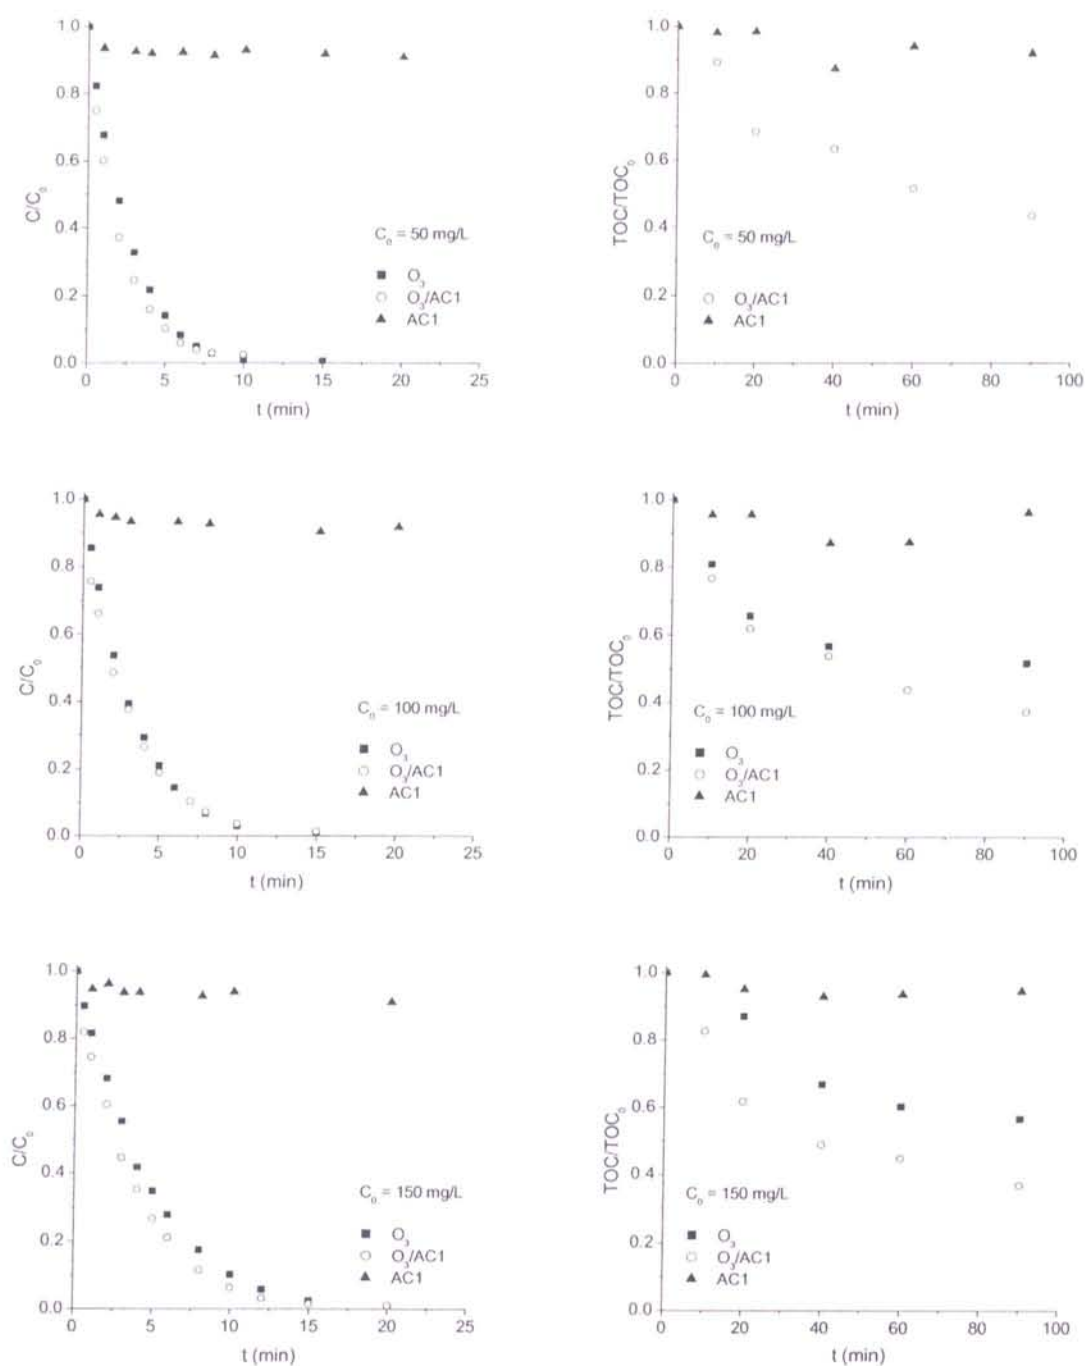 1.0
0.8
0.6
0.4
0.2
0.0
C/C₀
C₀ = 50 mg/L
O₃
O₃/AC1
AC1
0 5 10 15 20 25
t (min)
1.0
0.8
0.6
0.4
0.2
0.0
TOC/TOC₀
C₀ = 50 mg/L
O₃/AC1
AC1
0 20 40 60 80 100
t (min)
1.0
0.8
0.6
0.4
0.2
0.0
C/C₀
C₀ = 100 mg/L
O₃
O₃/AC1
AC1
0 5 10 15 20 25
t (min)
1.0
0.8
0.6
0.4
0.2
0.0
TOC/TOC₀
C₀ = 100 mg/L
O₃
O₃/AC1
AC1
0 20 40 60 80 100
t (min)
1.0
0.8
0.6
0.4
0.2
0.0
C/C₀
C₀ = 150 mg/L
O₃
O₃/AC1
AC1
0 5 10 15 20 25
t (min)
1.0
0.8
0.6
0.4
0.2
0.0
TOC/TOC₀
C₀ = 150 mg/L
O₃
O₃/AC1
AC1
0 20 40 60 80 100
t (min)